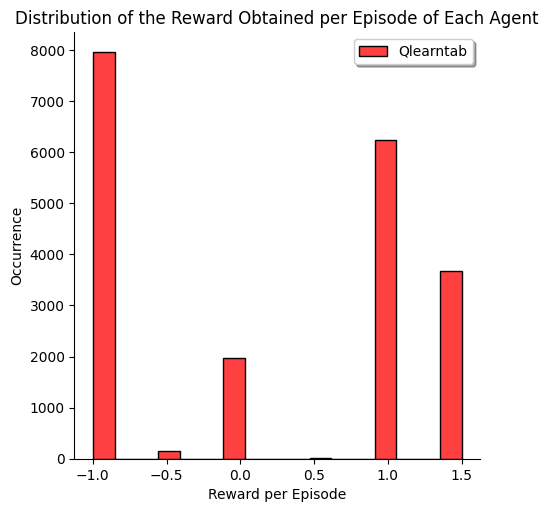 Distribution of the Reward Obtained per Episode of Each Agent
Qlearntab
8000
7000
6000
5000
4000
3000
2000
1000
0
Occurrence
−1.0 −0.5 0.0 0.5 1.0 1.5
Reward per Episode